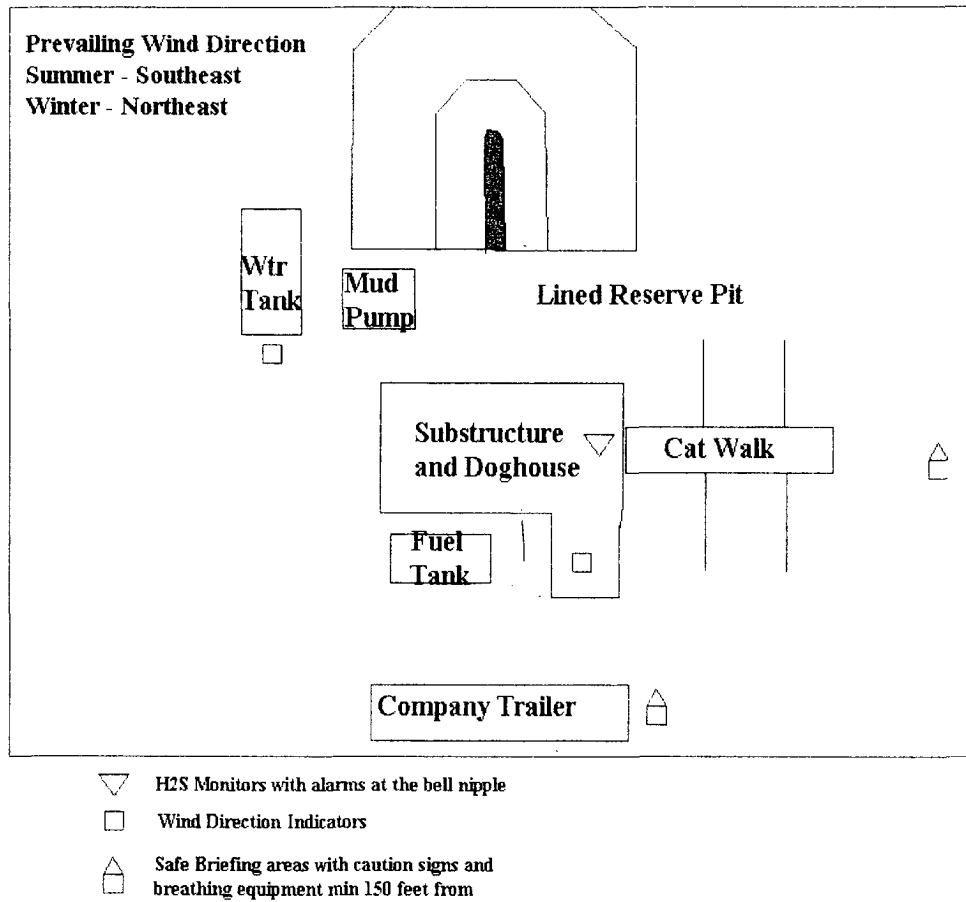 Prevailing Wind Direction
Summer - Southeast
Winter - Northeast
Wtr
Tank
Mud
Pump
Lined Reserve Pit
Substructure
and Doghouse
Cat Walk
Fuel
Tank
Company Trailer
H2S Monitors with alarms at the bell nipple
Wind Direction Indicators
Safe Briefing areas with caution signs and
breathing equipment min 150 feet from